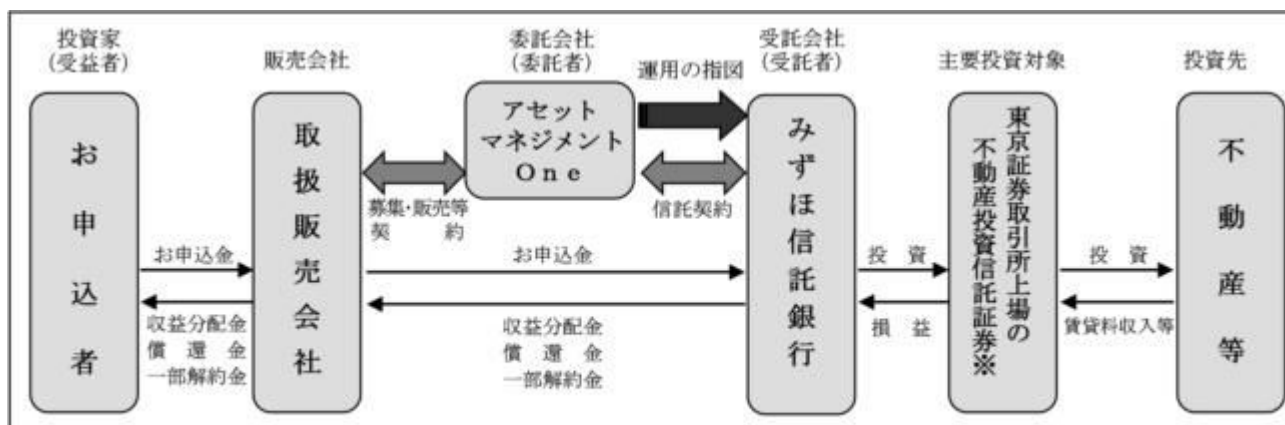 投資家
(受益者)
販売会社
委託会社
(委託者)
運用の指図
受託会社
(受託者)
主要投資対象
投資先
お申込者
取扱販売会社
アセット
マネジメント
One
みずほ信託銀行
東京証券取引所上場の
不動産投資信託証券※
不動産等
募集・販売等
契 約
信託契約
お申込金
お申込金
投 資
投 資
収益分配金
償 還 金
一部解約金
収益分配金
償 還 金
一部解約金
損 益
賃貸料収入等